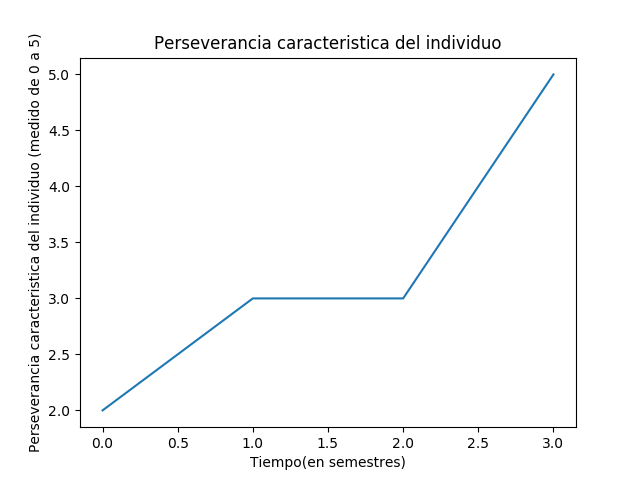 Perseverancia caracteristica del individuo
Perseverancia caracteristica del individuo (medido de 0 a 5)
5.0
4.5
4.0
3.5
3.0
2.5
2.0
0.0 0.5 1.0 1.5 2.0 2.5 3.0
Tiempo(en semestres)